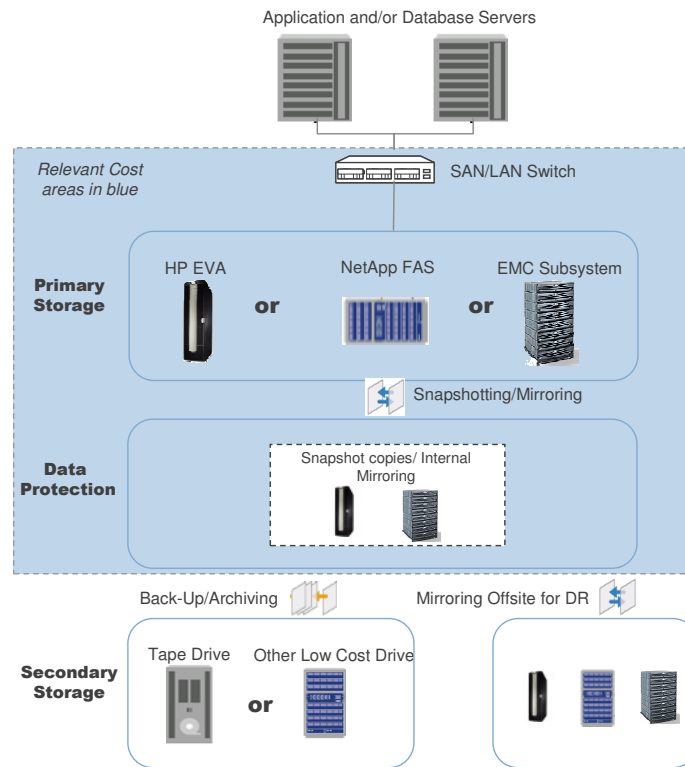 Application and/or Database Servers
Relevant Cost
areas in blue
SAN/LAN Switch
Primary
Storage
HP EVA
or
NetApp FAS
or
EMC Subsystem
Snapshotting/Mirroring
Data
Protection
Snapshot copies/ Internal
Mirroring
Back-Up/Archiving
Mirroring Offsite for DR
Secondary
Storage
Tape Drive
or
Other Low Cost Drive